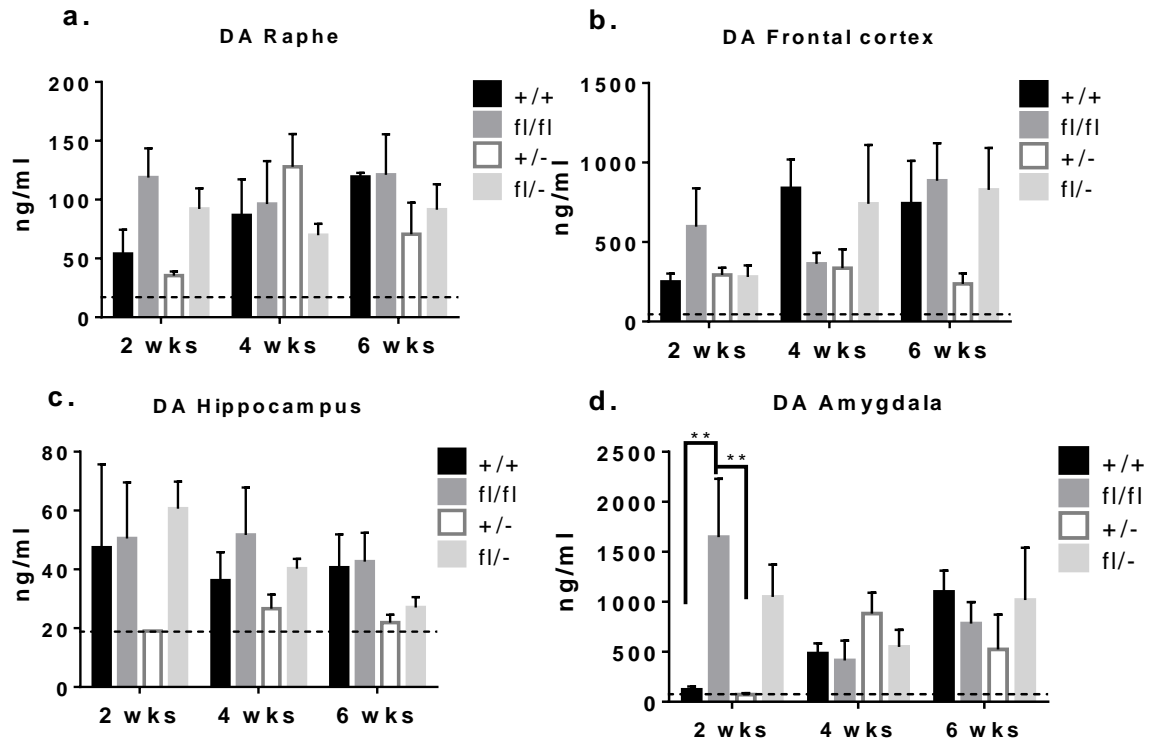 a.
DA Raphe
200
150
100
50
0
ng/ml
2 wks 4 wks 6 wks
+/+
fl/fl
+/-
fl/-
b.
DA Frontal cortex
1500
1000
500
0
ng/ml
2 wks 4 wks 6 wks
+/+
fl/fl
+/-
fl/-
c.
DA Hippocampus
80
60
40
20
0
ng/ml
2 wks 4 wks 6 wks
+/+
fl/fl
+/-
fl/-
d.
DA Amygdala
2500
2000
1500
1000
500
0
ng/ml
**
**
2 wks 4 wks 6 wks
+/+
fl/fl
+/-
fl/-